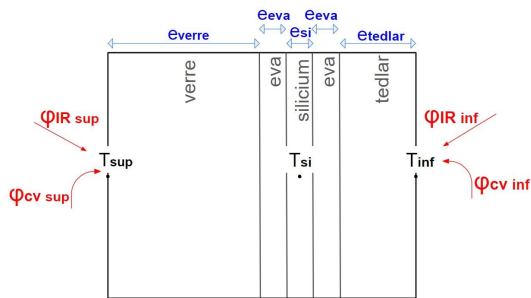 eeva eeva
everre esi etedlar
verre eva silicium eva tedlar
φIR sup φIR inf
Tsup Tsi Tinf
φcv sup φcv inf